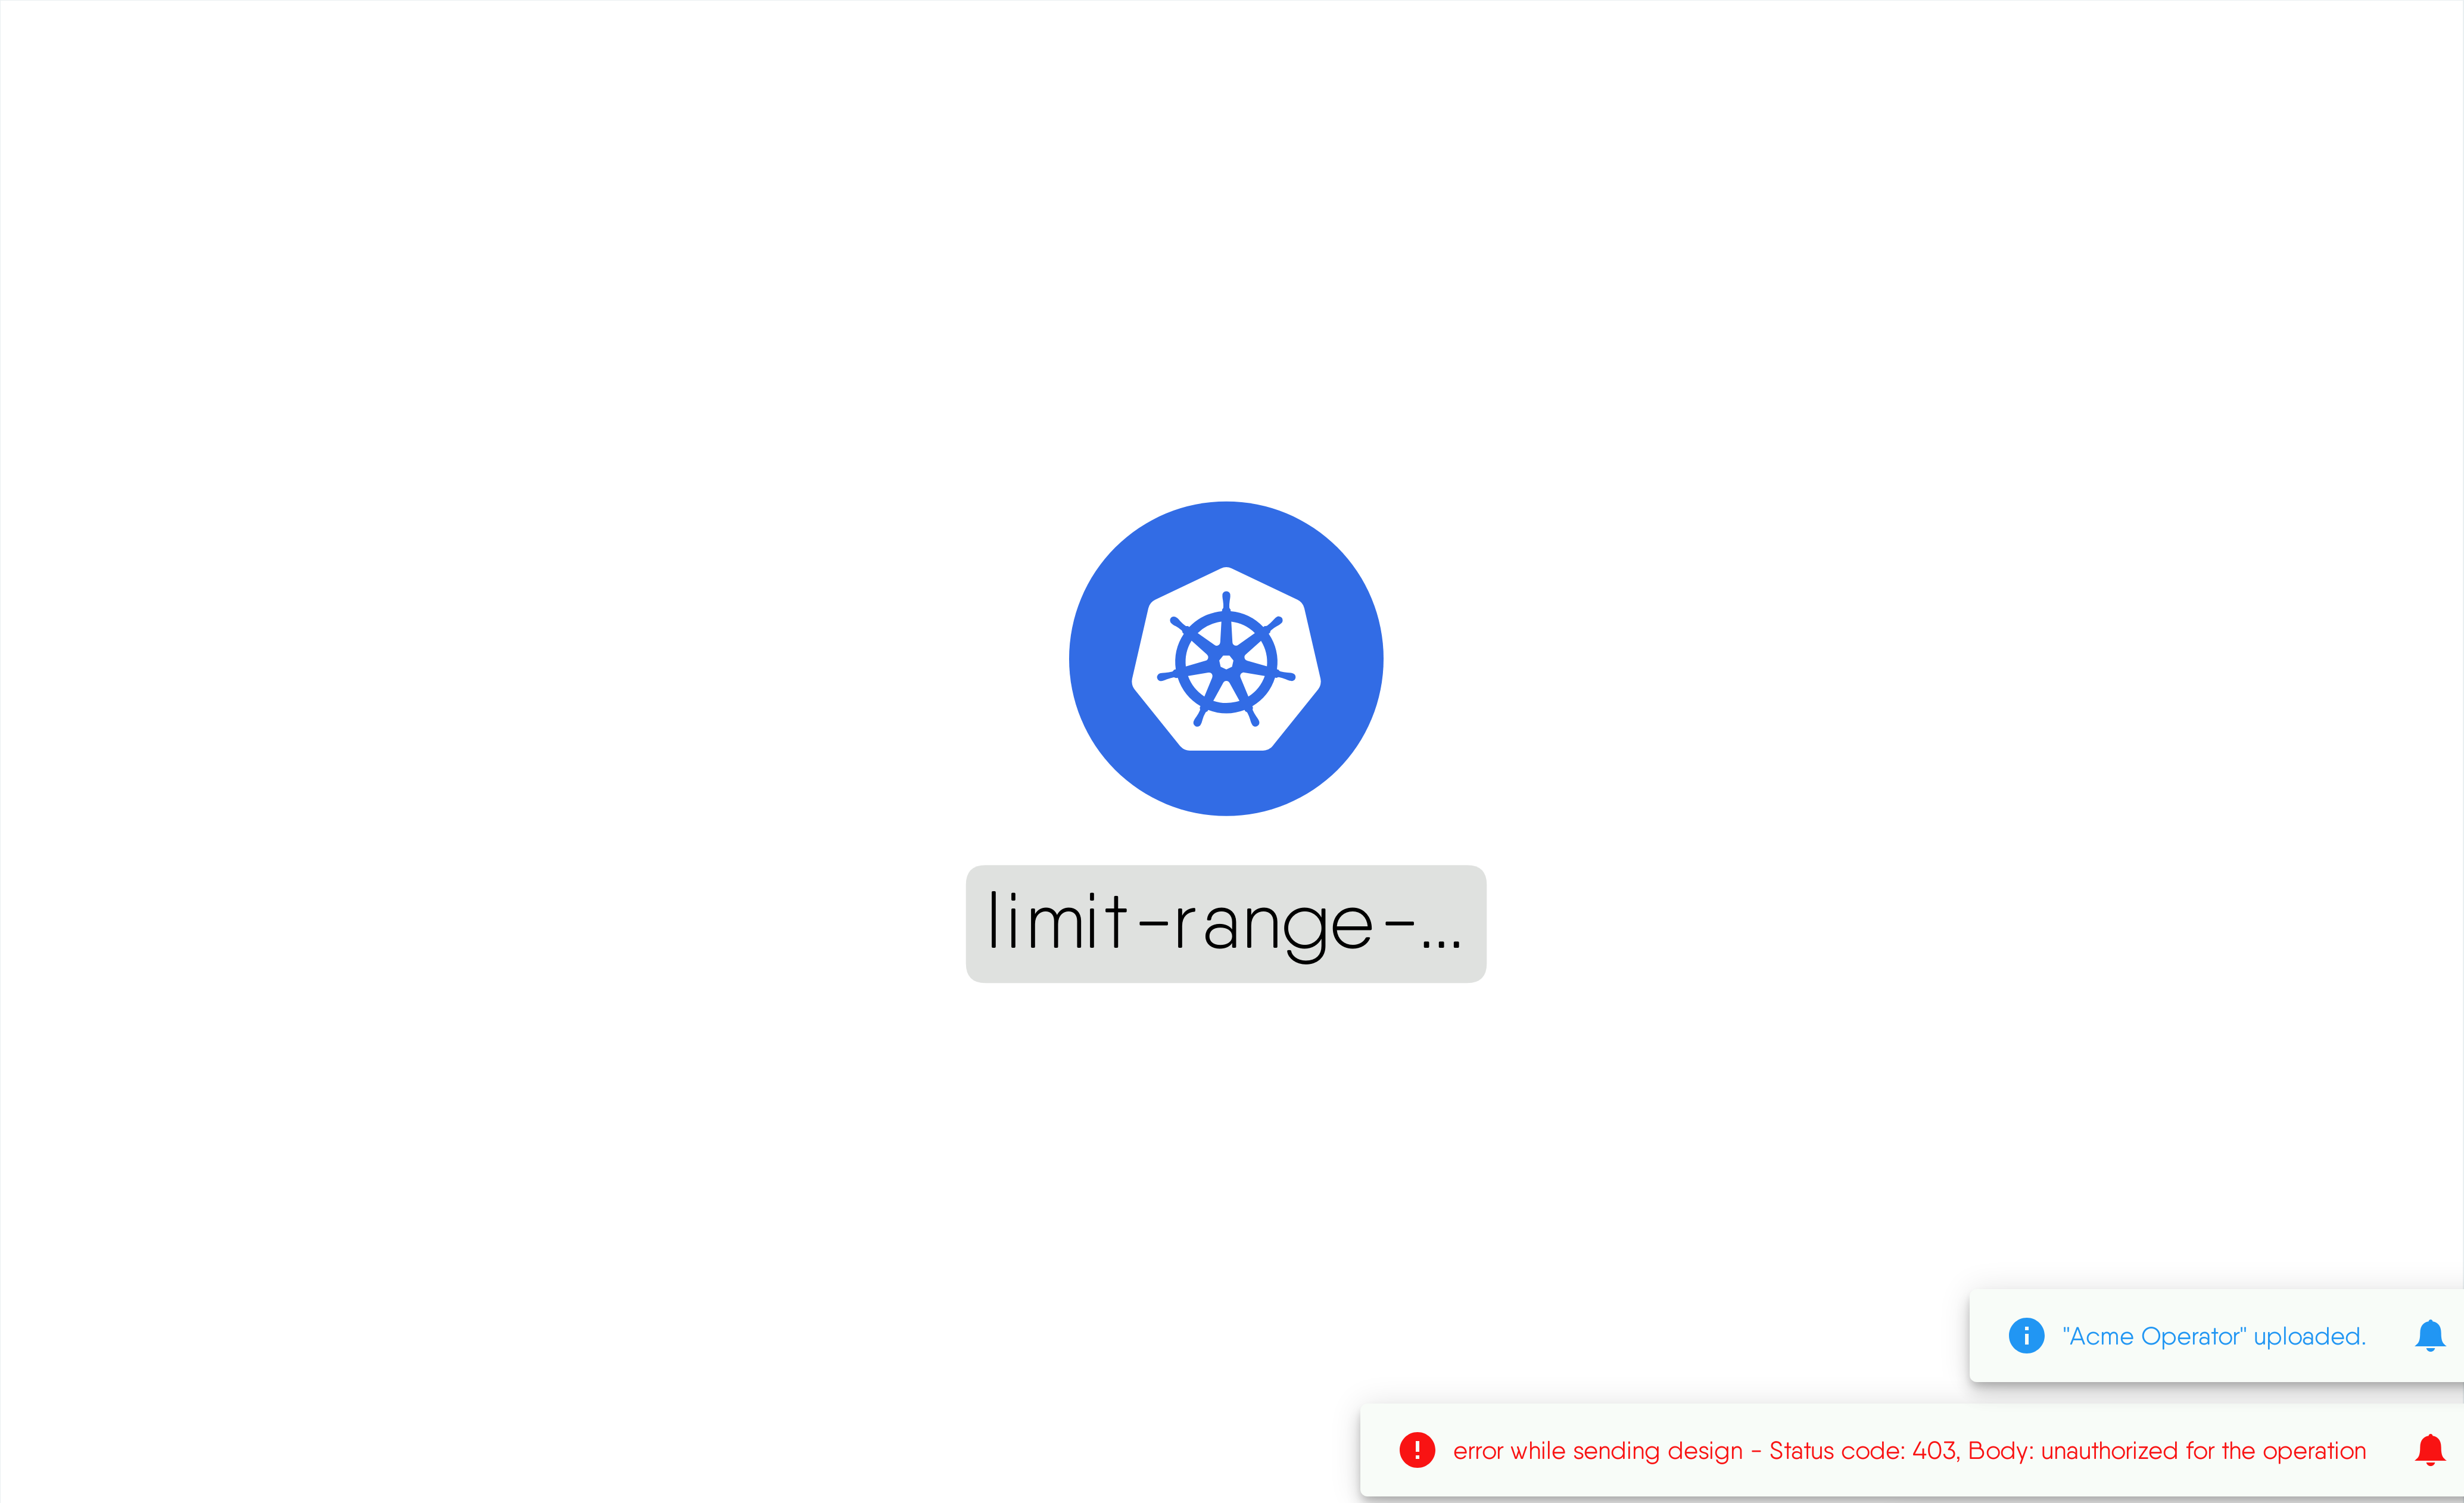 limit-range-...
"Acme Operator" uploaded.
error while sending design - Status code: 403, Body: unauthorized for the operation